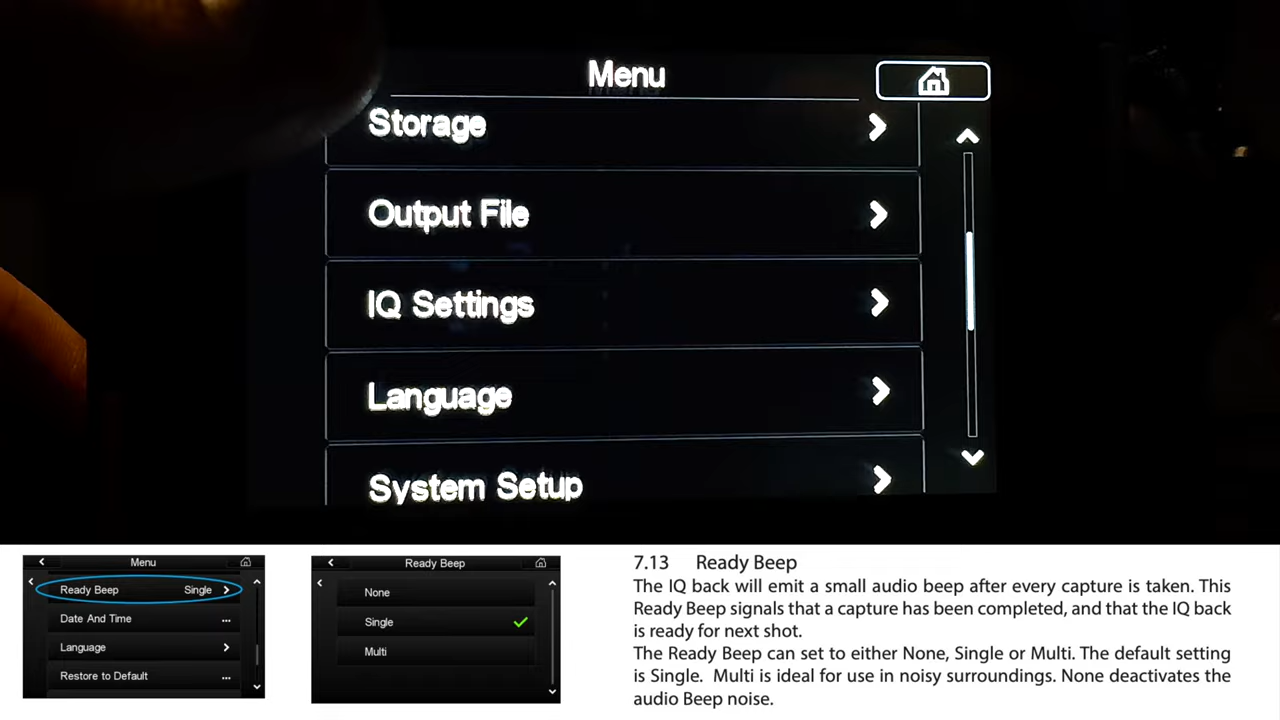 Menu
Storage
Output File
IQ Settings
Language
System Setup
Menu
Ready Beep Single
Date And Time ...
Language
Restore to Default ...
Ready Beep
None
Single
Multi
7.13 Ready Beep
The IQ back will emit a small audio beep after every capture is taken. This
Ready Beep signals that a capture has been completed, and that the IQ back
is ready for next shot.
The Ready Beep can set to either None, Single or Multi. The default setting
is Single. Multi is ideal for use in noisy surroundings. None deactivates the
audio Beep noise.